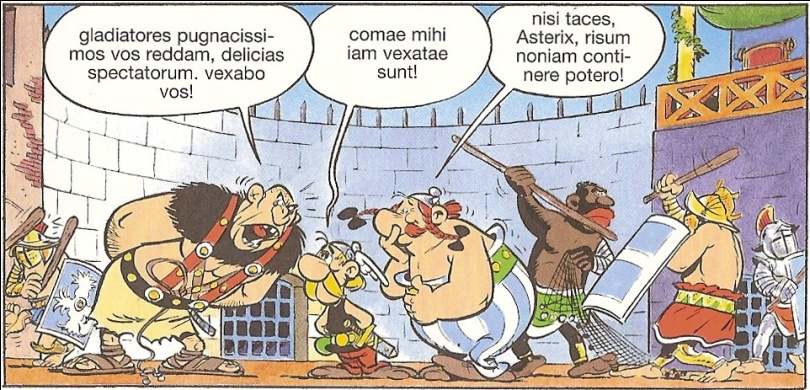 gladiatores pugnacissi-
mos vos reddam, delicias
spectatorum. vexabo
vos!
comae mihi
iam vexatae
sunt!
nisi taces,
Asterix, risum
noniam conti-
nere potero!